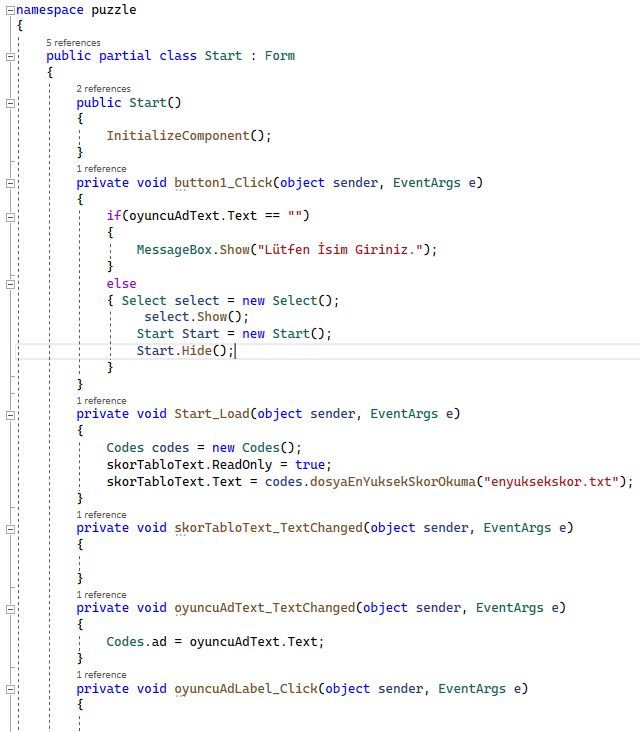 namespace puzzle
{
5 references
public partial class Start : Form
{
2 references
public Start()
{
InitializeComponent();
}
1 reference
private void button1_Click(object sender, EventArgs e)
{
if(oyuncuAdText.Text == "")
{
MessageBox.Show("Lütfen İsim Giriniz.");
}
else
{ Select select = new Select();
select.Show();
Start Start = new Start();
Start.Hide();
}
}
1 reference
private void Start_Load(object sender, EventArgs e)
{
Codes codes = new Codes();
skorTabloText.ReadOnly = true;
skorTabloText.Text = codes.dosyaEnYuksekSkorOkuma("enyuksekskor.txt");
}
1 reference
private void skorTabloText_TextChanged(object sender, EventArgs e)
{
}
1 reference
private void oyuncuAdText_TextChanged(object sender, EventArgs e)
{
Codes.ad = oyuncuAdText.Text;
}
1 reference
private void oyuncuAdLabel_Click(object sender, EventArgs e)
{